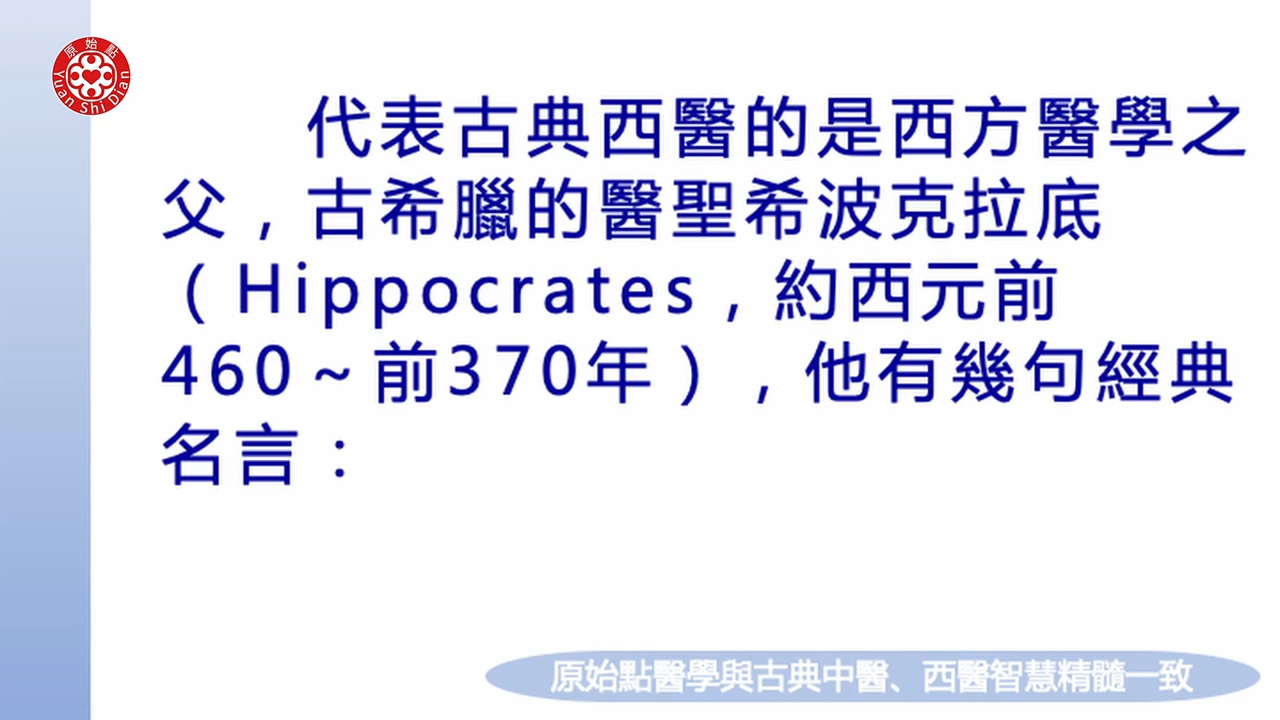 原始點
Yuan Shi Dian
代表古典西醫的是西方醫學之
父，古希臘的醫聖希波克拉底
（Hippocrates，約西元前
460～前370年），他有幾句經典
名言：
原始點醫學與古典中醫、西醫智慧精髓一致